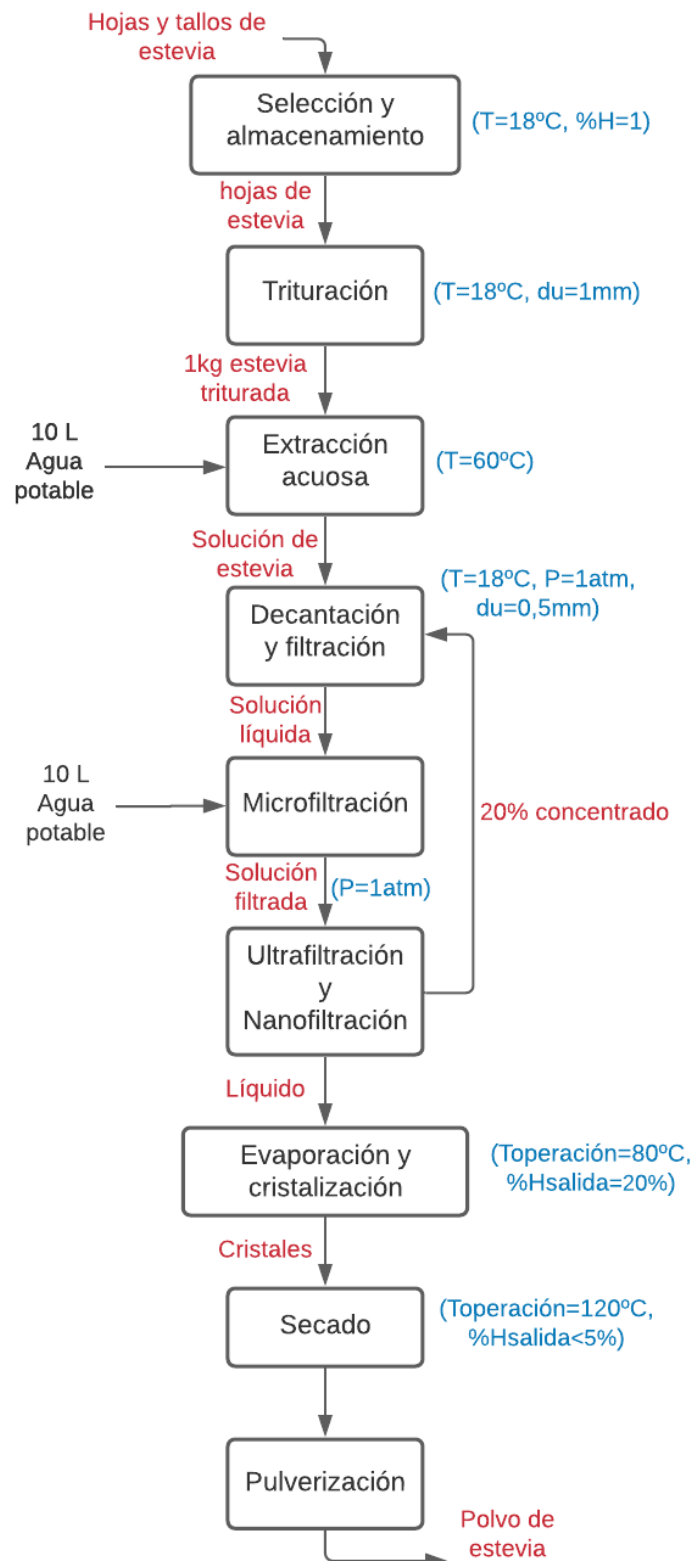 Hojas y tallos de
estevia
Selección y
almacenamiento
(T=18ºC, %H=1)
hojas de
estevia
Trituración
(T=18ºC, du=1mm)
1kg estevia
triturada
10 L
Agua
potable
Extracción
acuosa
(T=60ºC)
Solución de
estevia
(T=18ºC, P=1atm,
du=0,5mm)
Decantación
y filtración
Solución
líquida
10 L
Agua
potable
Microfiltración
20% concentrado
Solución
filtrada
(P=1atm)
Ultrafiltración
y
Nanofiltración
Líquido
Evaporación y
cristalización
(Toperación=80ºC,
%Hsalida=20%)
Cristales
Secado
(Toperación=120ºC,
%Hsalida<5%)
Pulverización
Polvo de
estevia